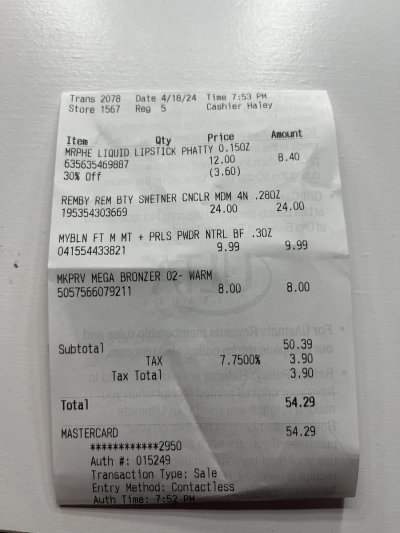 Trans 2078 Date 4/18/24 Time 7:53 PM
Store 1567 Reg 5 Cashier Haley
Item Qty Price Amount
MRPHE LIQUID LIPSTICK PHATTY 0.15OZ
635635469887 12.00 8.40
30% Off (3.60)
REMBY REM BTY SWETNER CNCLR MDM 4N .28OZ
195354303669 24.00 24.00
MYBLN FT M MT + PRLS PWDR NTRL BF .3OZ
041554433821 9.99 9.99
MKPRV MEGA BRONZER 02- WARM
5057566079211 8.00 8.00
Subtotal 50.39
TAX 7.7500% 3.90
Tax Total 3.90
Total 54.29
MASTERCARD 54.29
************2950
Auth #: 015249
Transaction Type: Sale
Entry Method: Contactless
Auth Time: 7:52 PM